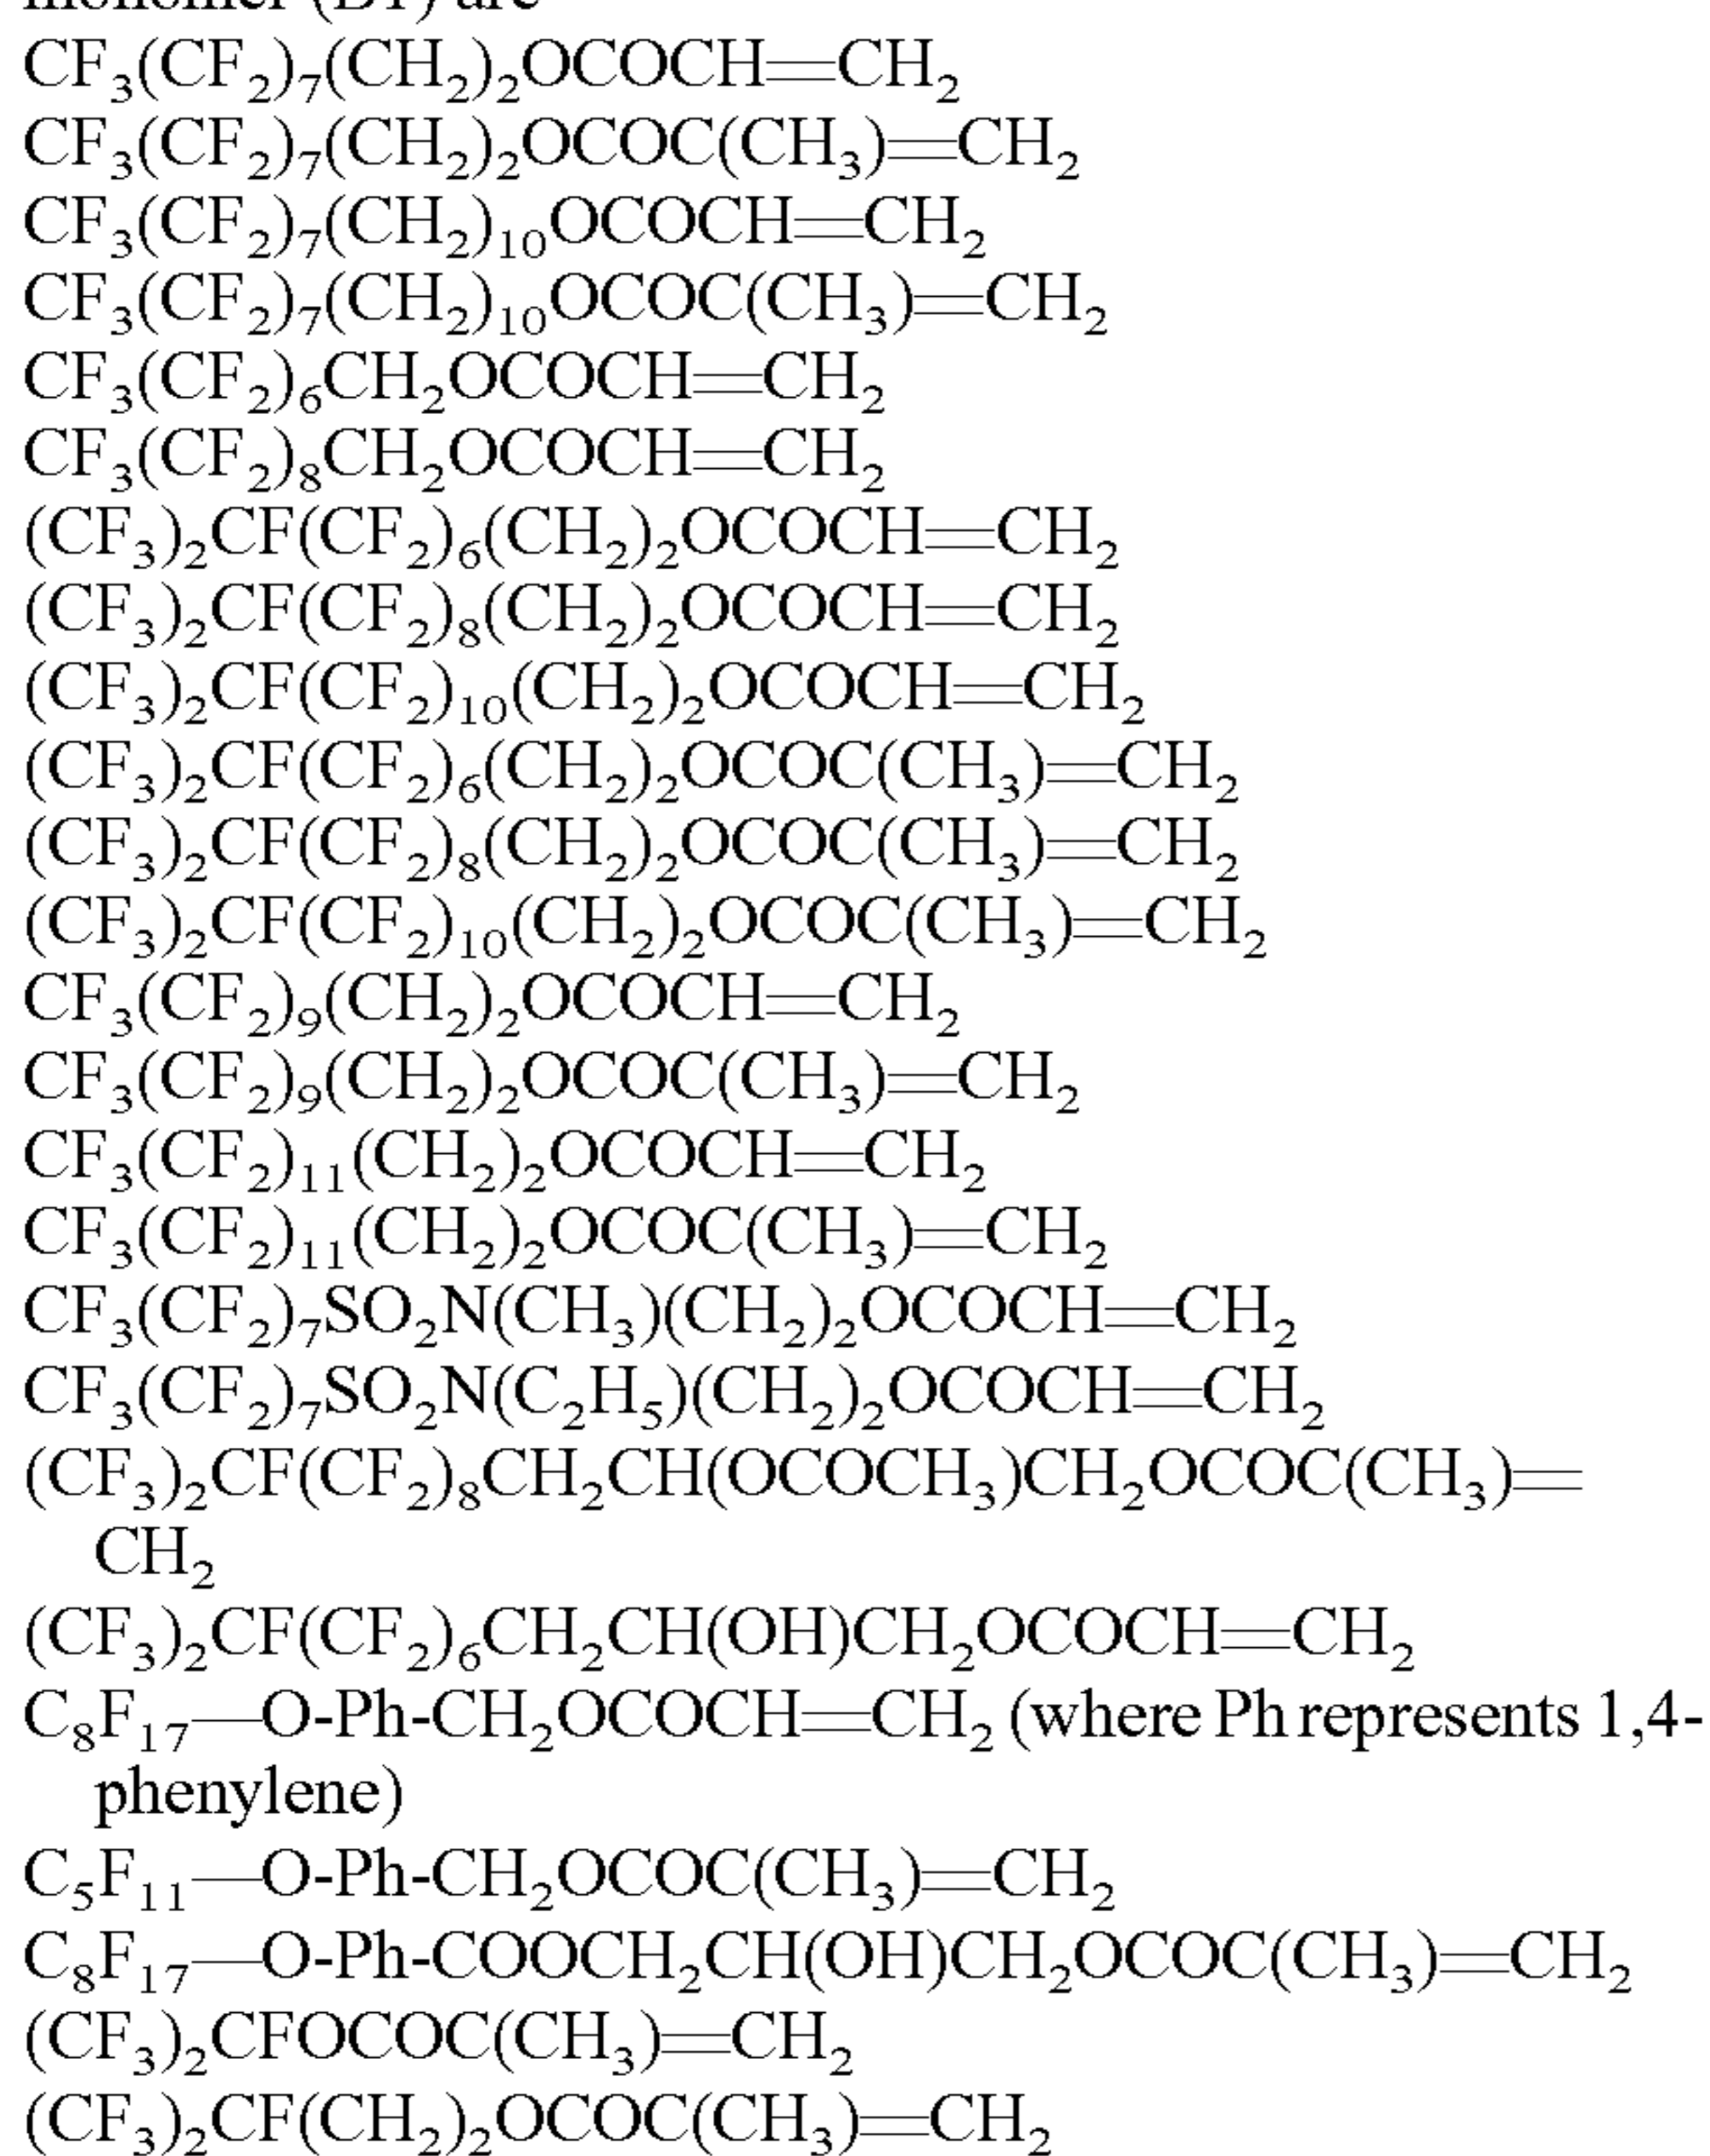 monomer (B1) are
CF₃(CF₂)₇(CH₂)₂OCOCH═CH₂
CF₃(CF₂)₇(CH₂)₂OCOC(CH₃)═CH₂
CF₃(CF₂)₇(CH₂)₁₀OCOCH═CH₂
CF₃(CF₂)₇(CH₂)₁₀OCOC(CH₃)═CH₂
CF₃(CF₂)₆CH₂OCOCH═CH₂
CF₃(CF₂)₈CH₂OCOCH═CH₂
(CF₃)₂CF(CF₂)₆(CH₂)₂OCOCH═CH₂
(CF₃)₂CF(CF₂)₈(CH₂)₂OCOCH═CH₂
(CF₃)₂CF(CF₂)₁₀(CH₂)₂OCOCH═CH₂
(CF₃)₂CF(CF₂)₆(CH₂)₂OCOC(CH₃)═CH₂
(CF₃)₂CF(CF₂)₈(CH₂)₂OCOC(CH₃)═CH₂
(CF₃)₂CF(CF₂)₁₀(CH₂)₂OCOC(CH₃)═CH₂
CF₃(CF₂)₉(CH₂)₂OCOCH═CH₂
CF₃(CF₂)₉(CH₂)₂OCOC(CH₃)═CH₂
CF₃(CF₂)₁₁(CH₂)₂OCOCH═CH₂
CF₃(CF₂)₁₁(CH₂)₂OCOC(CH₃)═CH₂
CF₃(CF₂)₇SO₂N(CH₃)(CH₂)₂OCOCH═CH₂
CF₃(CF₂)₇SO₂N(C₂H₅)(CH₂)₂OCOCH═CH₂
(CF₃)₂CF(CF₂)₈CH₂CH(OCOCH₃)CH₂OCOC(CH₃)═
CH₂
(CF₃)₂CF(CF₂)₆CH₂CH(OH)CH₂OCOCH═CH₂
C₈F₁₇—O-Ph-CH₂OCOCH═CH₂ (where Ph represents 1,4-
phenylene)
C₅F₁₁—O-Ph-CH₂OCOC(CH₃)═CH₂
C₈F₁₇—O-Ph-COOCH₂CH(OH)CH₂OCOC(CH₃)═CH₂
(CF₃)₂CFOCOC(CH₃)═CH₂
(CF₃)₂CF(CH₂)₂OCOC(CH₃)═CH₂